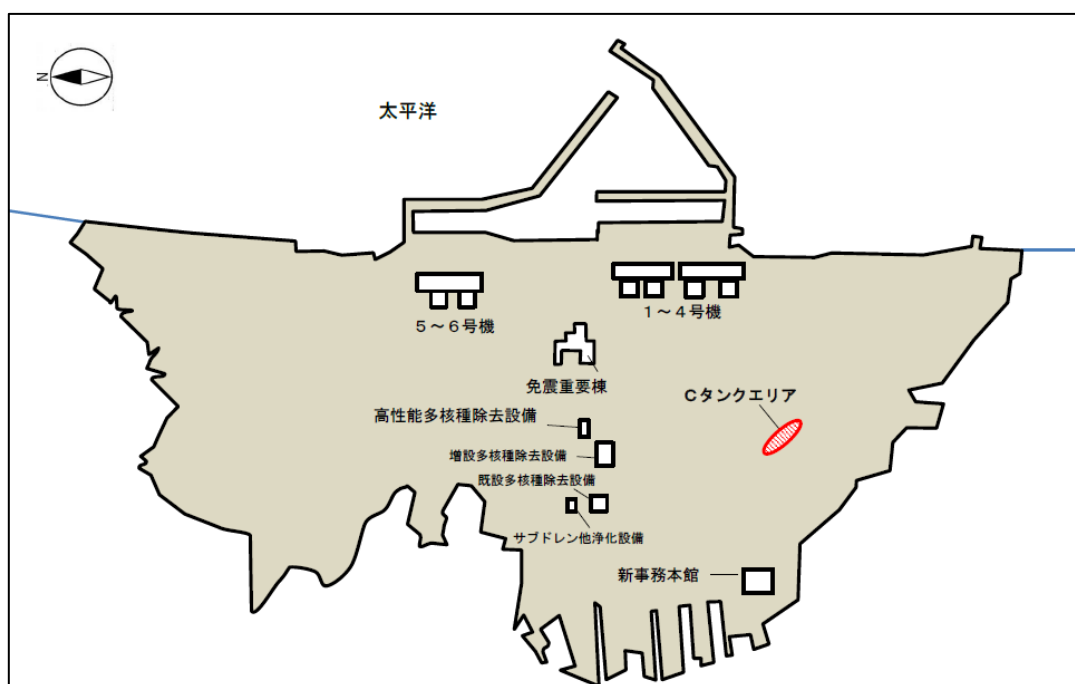 N
太平洋
５～６号機
１～４号機
免震重要棟
Ｃタンクエリア
高性能多核種除去設備
増設多核種除去設備
既設多核種除去設備
サブドレン他浄化設備
新事務本館